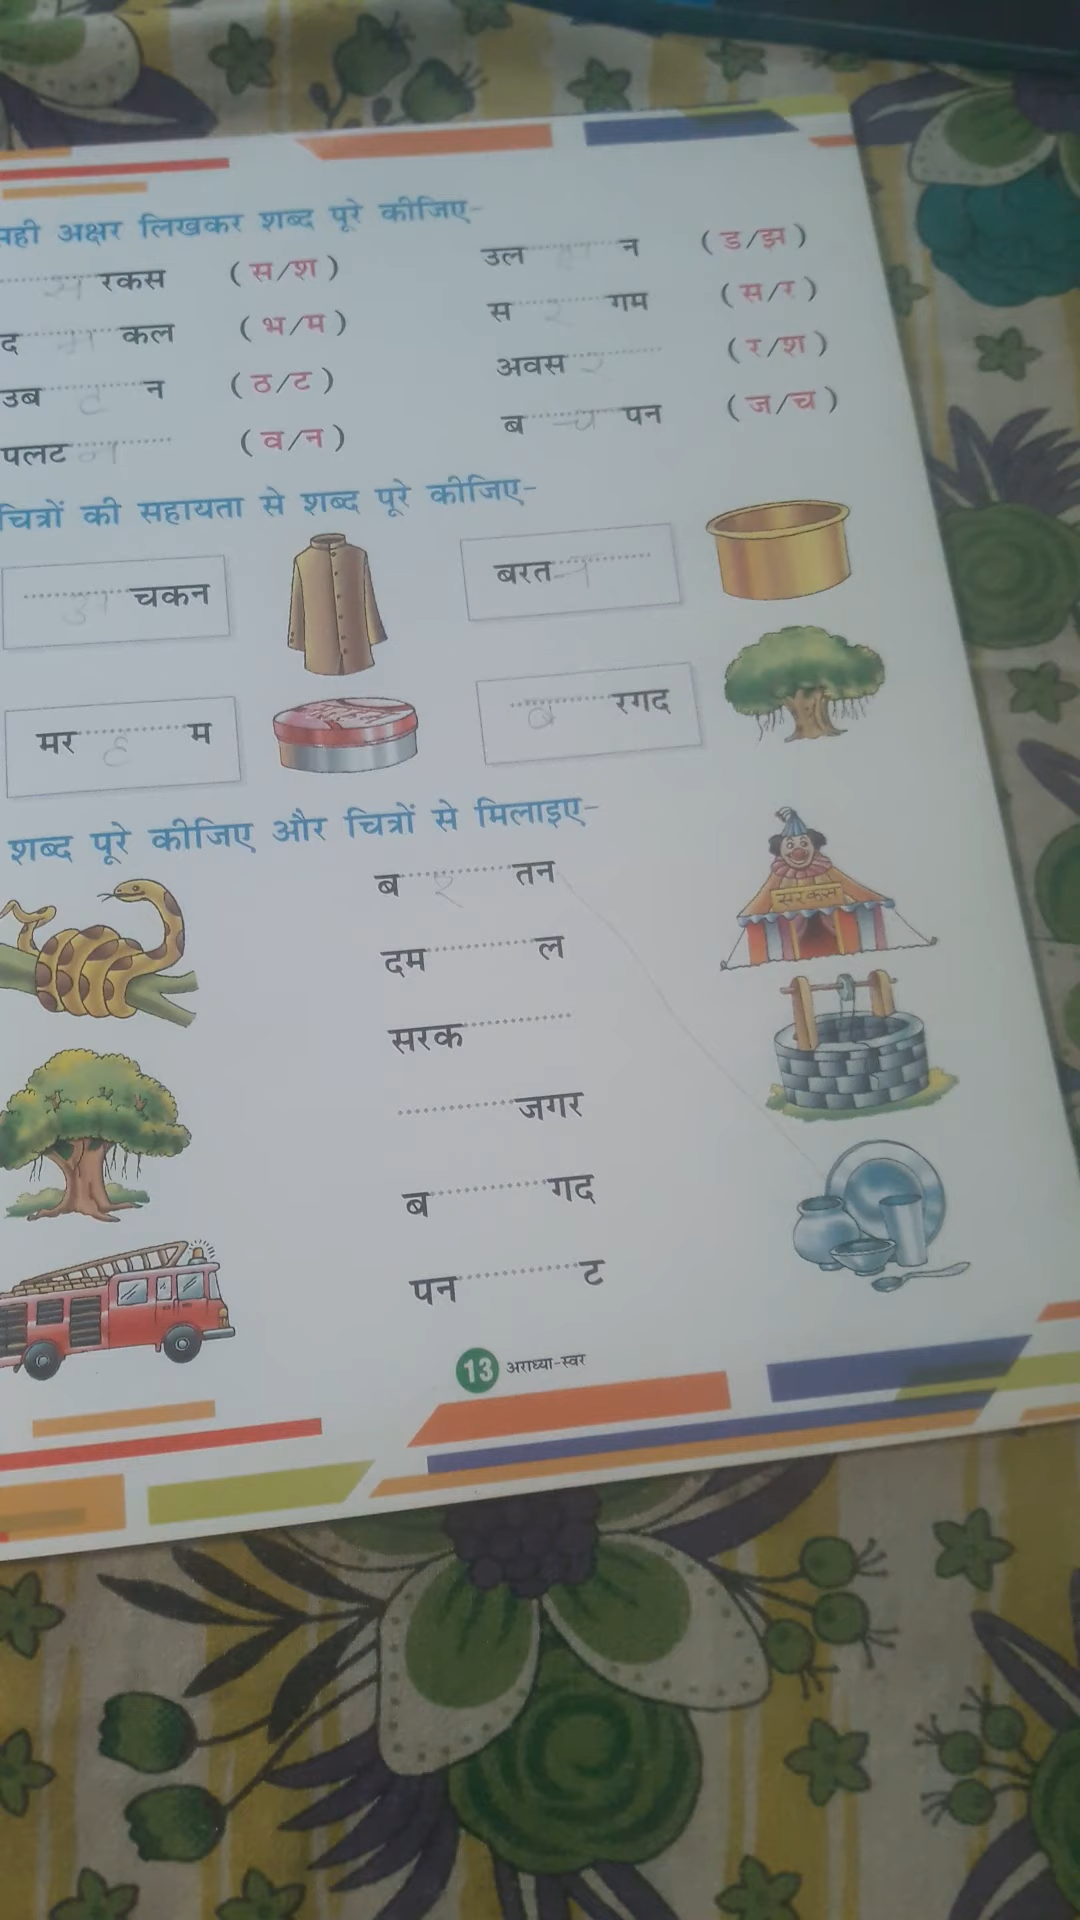 अक्षर लिखकर शब्द पूरे कीजिए-
रकस (स/श)
उल न (ड/झ)
द कल (भ/म)
स र गम (स/र)
उब ट न (ठ/ट)
अवस र (र/श)
पलट न (व/न)
ब च पन (ज/च)
चित्रों की सहायता से शब्द पूरे कीजिए-
चकन
बरत न
मर ह म
ब रगद
शब्द पूरे कीजिए और चित्रों से मिलाइए-
ब र तन
सरकस
दम ल
सरक
जगर
ब गद
पन ट
13 अराध्या-स्वर